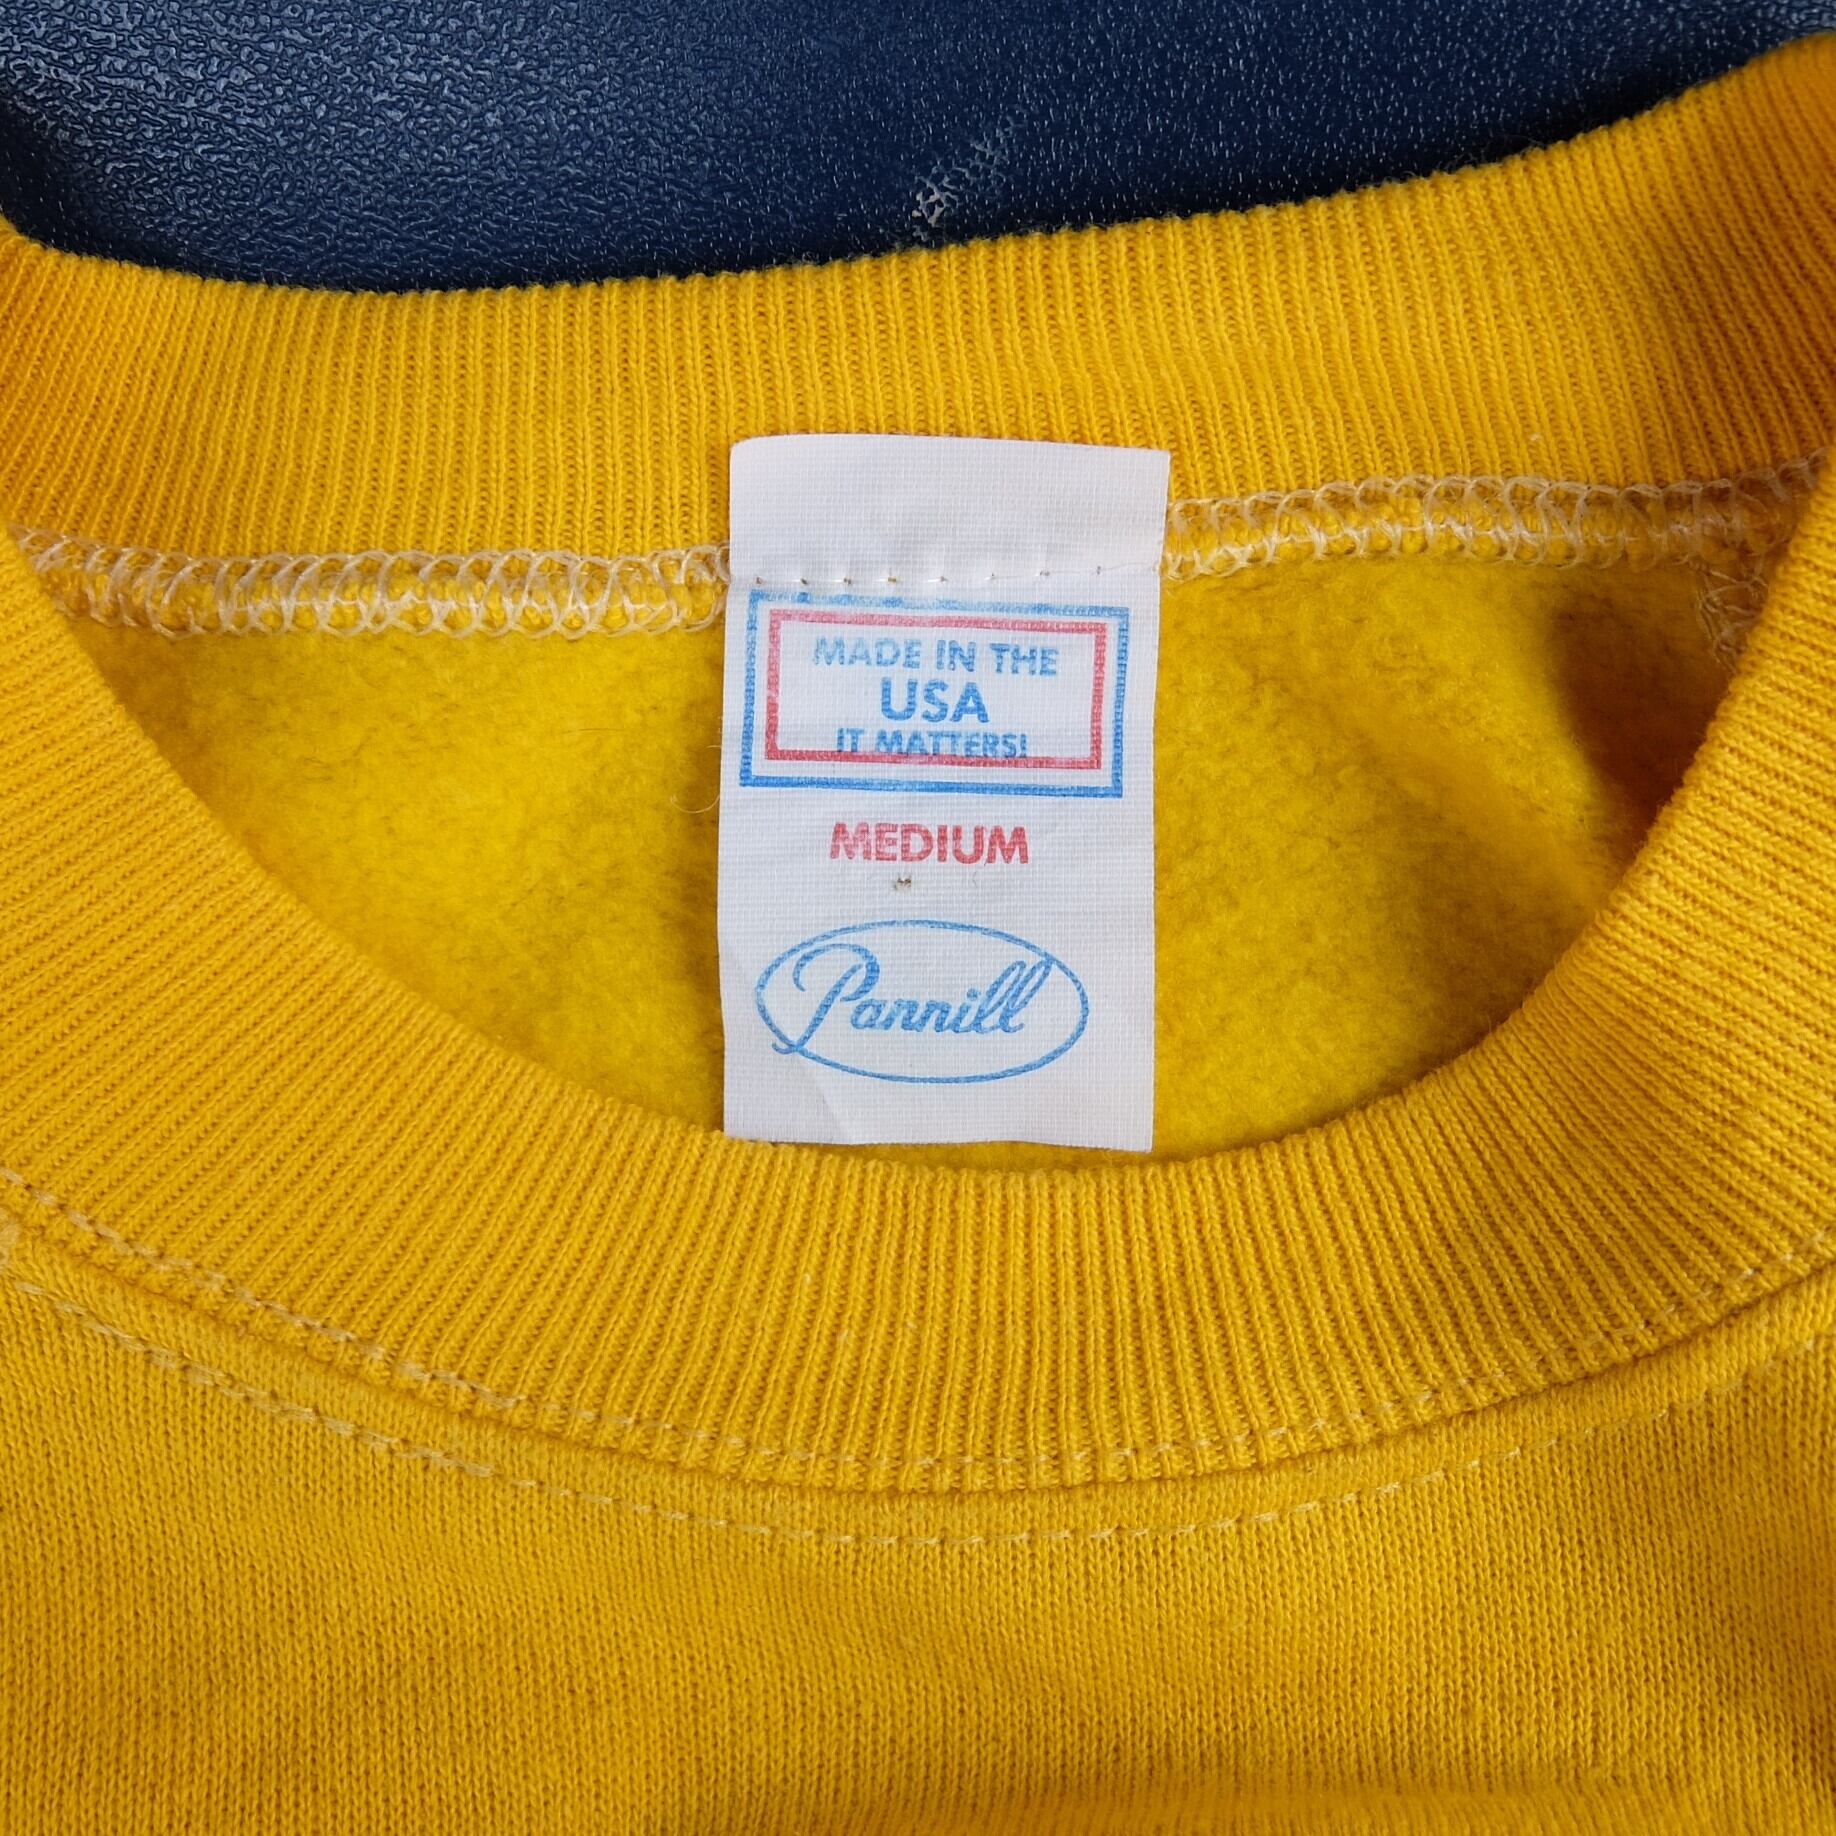 MADE IN THE
USA
IT MATTERS!
MEDIUM
Pannill